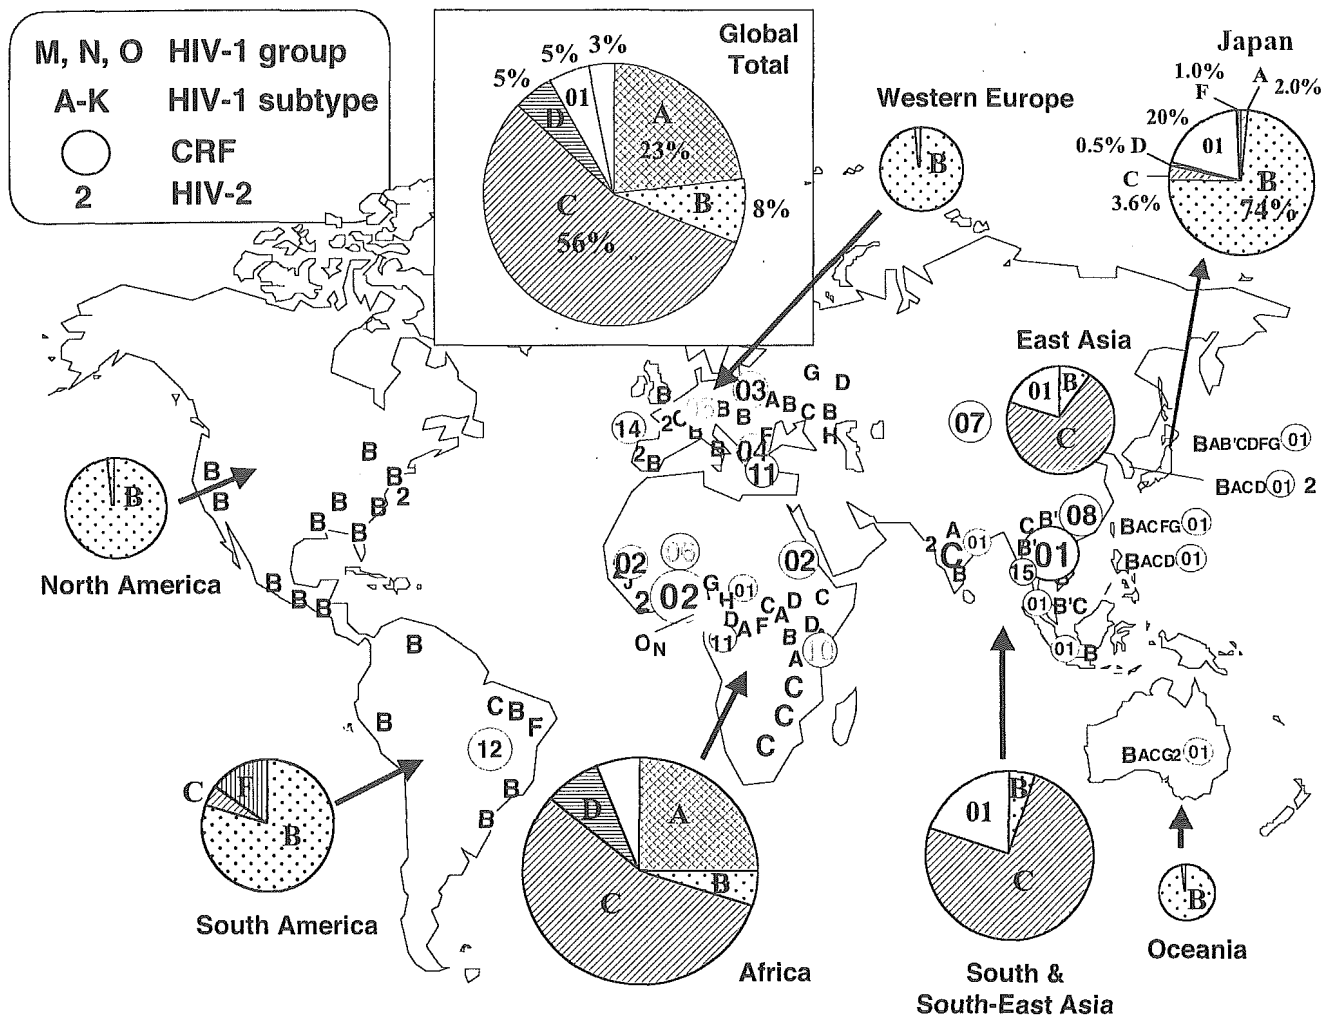 M, N, O HIV-1 group
A-K HIV-1 subtype
CRF
2 HIV-2
Global
Total
5%
5%
3%
01
D
A
23%
B
8%
C
56%
Western Europe
B
Japan
1.0%
F
A
2.0%
20%
01
0.5% D
C
3.6%
B
74%
East Asia
01
B
C
07
BAB'CDFG 01
BACD 01 2
BACFG 01
BACD 01
G
D
03
A
B
C
B
H
B
2
C
B
B
B
14
2
B
B
F
04
11
B
B
North America
B
B
B
B
2
B
B
B
B
B
B
B
02
J
2
06
02
G
H
01
02
C
D
C
A
D
A
F
D
B
10
A
11
O N
C
C
C
A
2
C
01
B
C
B'
08
B'
01
15
01
B'C
01
B
BACG2 01
B
B
C
B
F
12
B
B
C
F
B
South America
D
A
B
C
Africa
01
B
C
South &
South-East Asia
B
Oceania